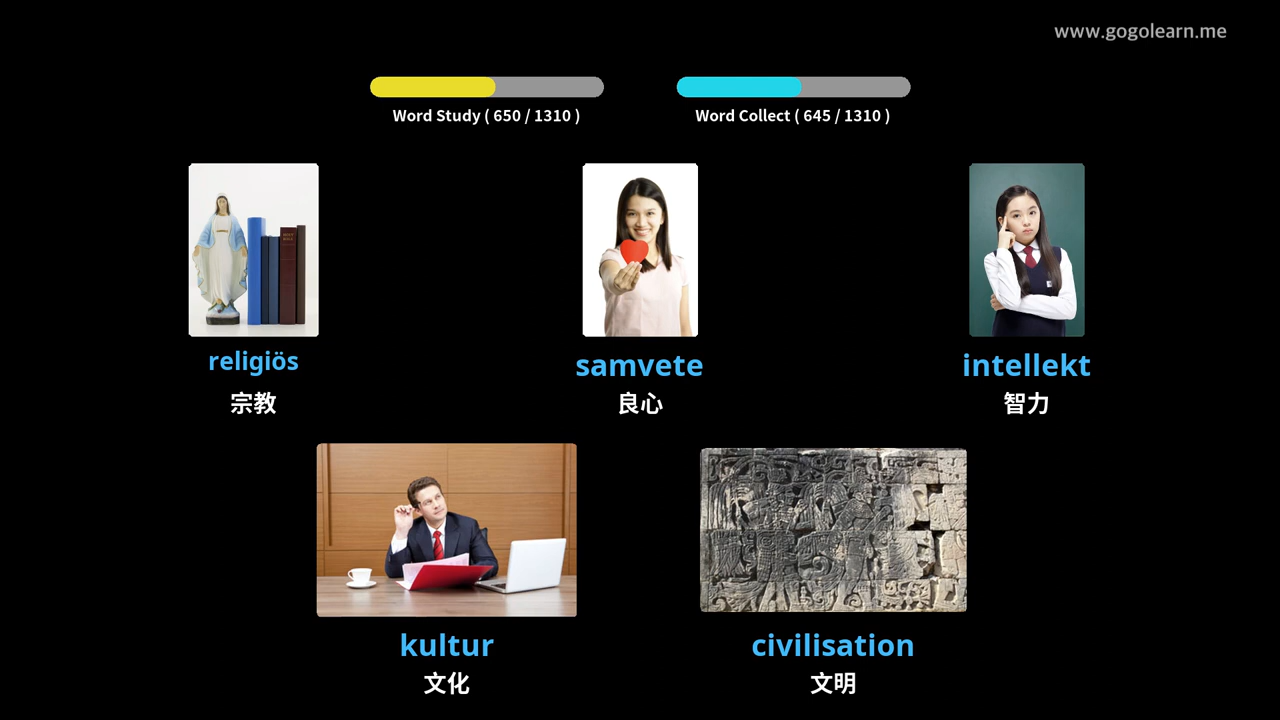 www.gogolearn.me
Word Study ( 650 / 1310 )
Word Collect ( 645 / 1310 )
religiös
宗教
samvete
良心
intellekt
智力
kultur
文化
civilisation
文明